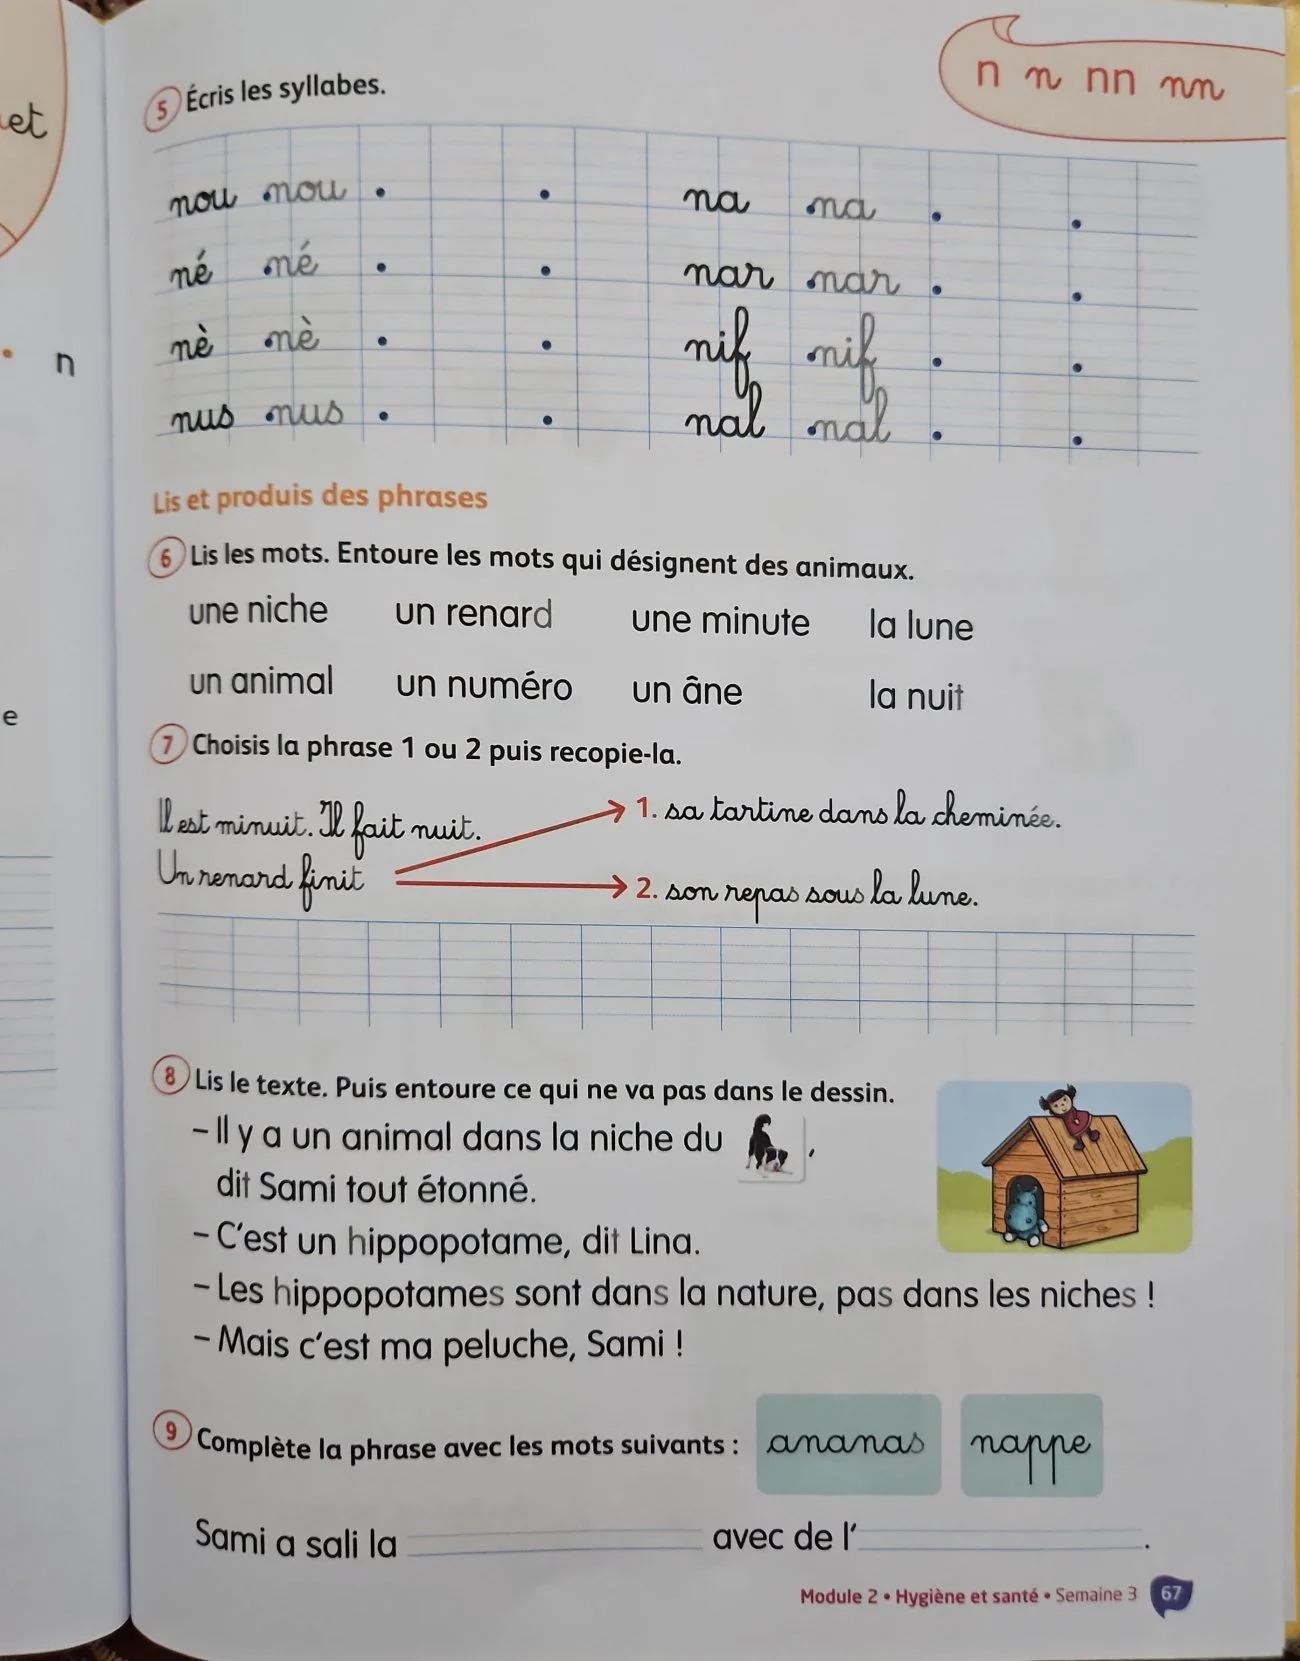 et
n
e
n n nn nn
5 Écris les syllabes.
nou nou na na
né né nar nar
nè nè nif nif
nus nus nal nal
Lis et produis des phrases
6 Lis les mots. Entoure les mots qui désignent des animaux.
une niche un renard une minute la lune
un animal un numéro un âne la nuit
7 Choisis la phrase 1 ou 2 puis recopie-la.
Il est minuit. Il fait nuit. 1. sa tartine dans la cheminée.
Un renard finit 2. son repas sous la lune.
8 Lis le texte. Puis entoure ce qui ne va pas dans le dessin.
– Il y a un animal dans la niche du ,
dit Sami tout étonné.
– C'est un hippopotame, dit Lina.
– Les hippopotames sont dans la nature, pas dans les niches !
– Mais c'est ma peluche, Sami !
9 Complète la phrase avec les mots suivants : ananas nappe
Sami a sali la avec de l' .
Module 2 • Hygiène et santé • Semaine 3 67